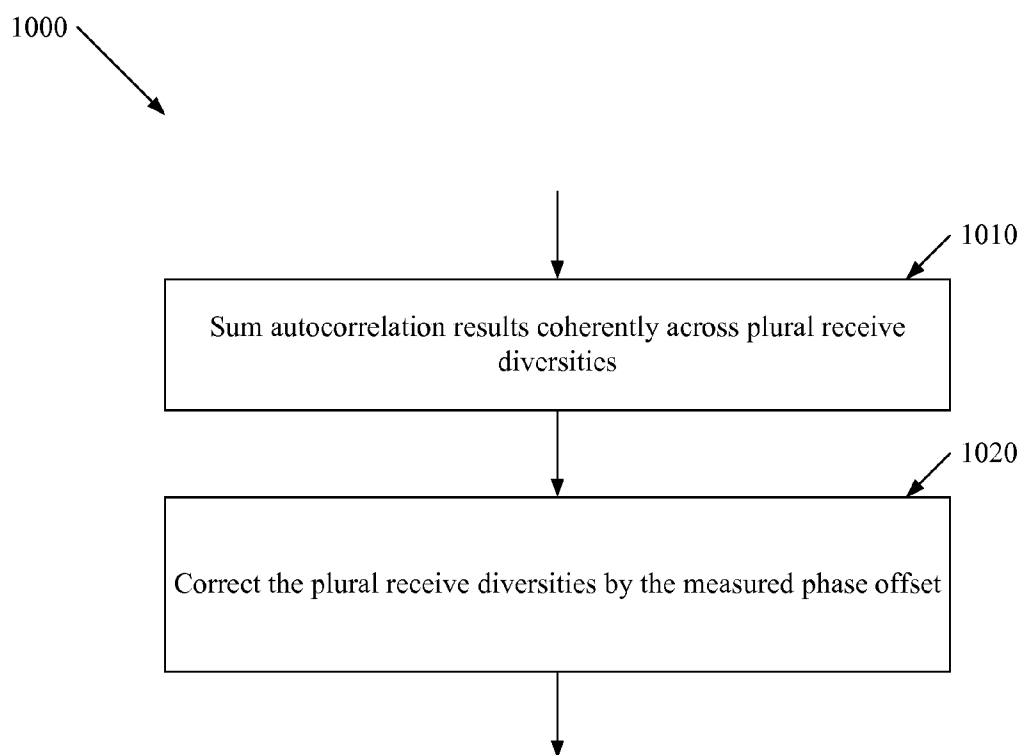 1000
1010
Sum autocorrelation results coherently across plural receive
diversities
1020
Correct the plural receive diversities by the measured phase offset